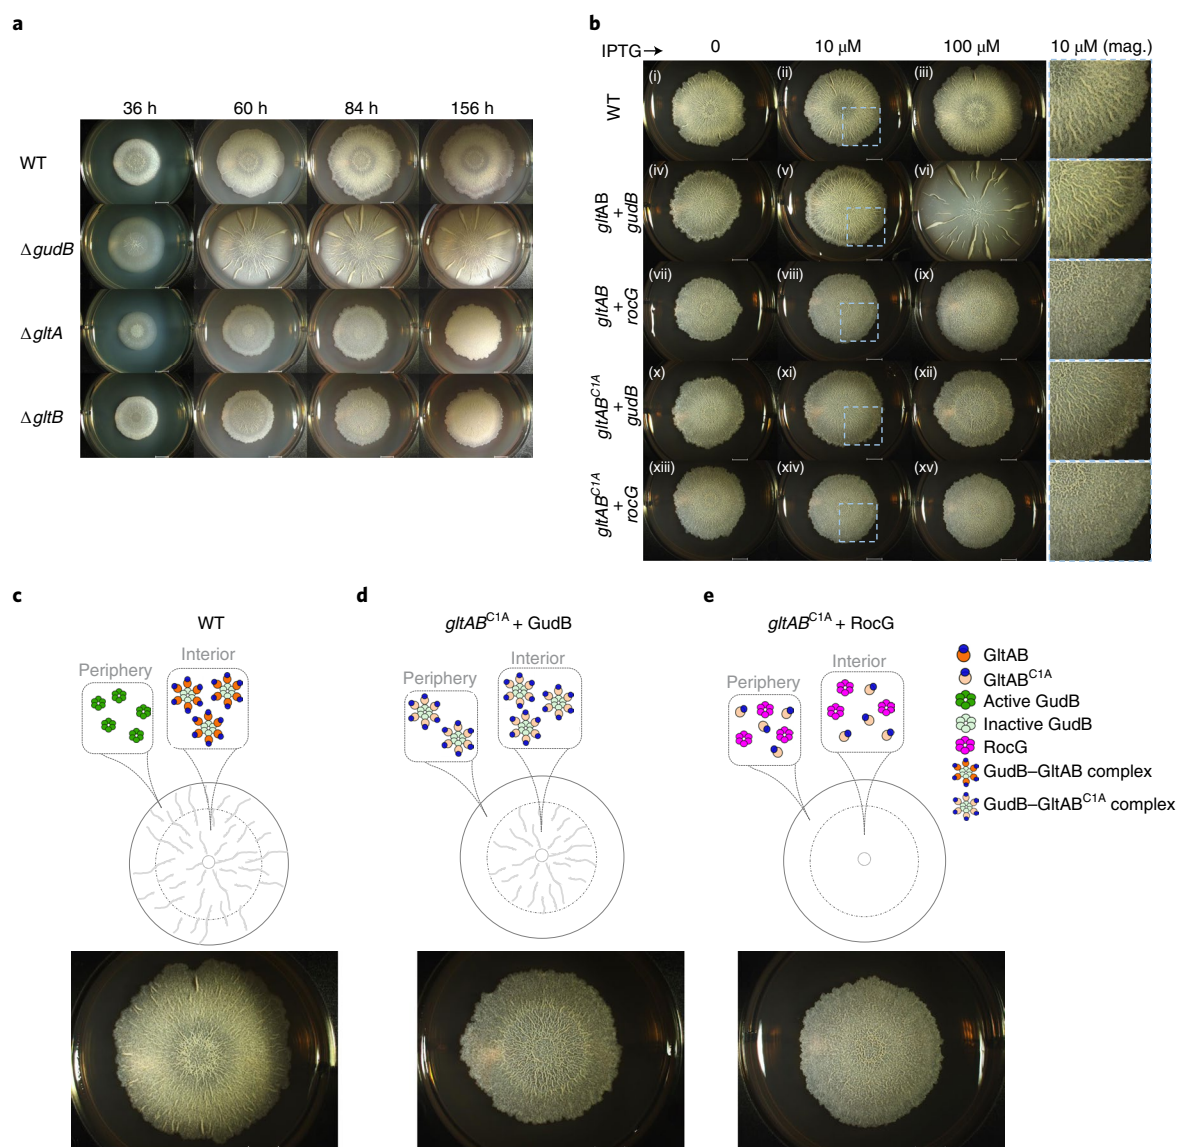 a
36 h 60 h 84 h 156 h
WT
ΔgudB
ΔgltA
ΔgltB
b
IPTG→ 0 10 μM 100 μM 10 μM (mag.)
WT
(i) (ii) (iii)
gltAB + gudB
(iv) (v) (vi)
gltAB + rocG
(vii) (viii) (ix)
gltAB^C1A + gudB
(x) (xi) (xii)
gltAB^C1A + rocG
(xiii) (xiv) (xv)
c
WT
Periphery
Interior
d
gltAB^C1A + GudB
Periphery
Interior
e
gltAB^C1A + RocG
Periphery
Interior
GltAB
GltAB^C1A
Active GudB
Inactive GudB
RocG
GudB–GltAB complex
GudB–GltAB^C1A complex